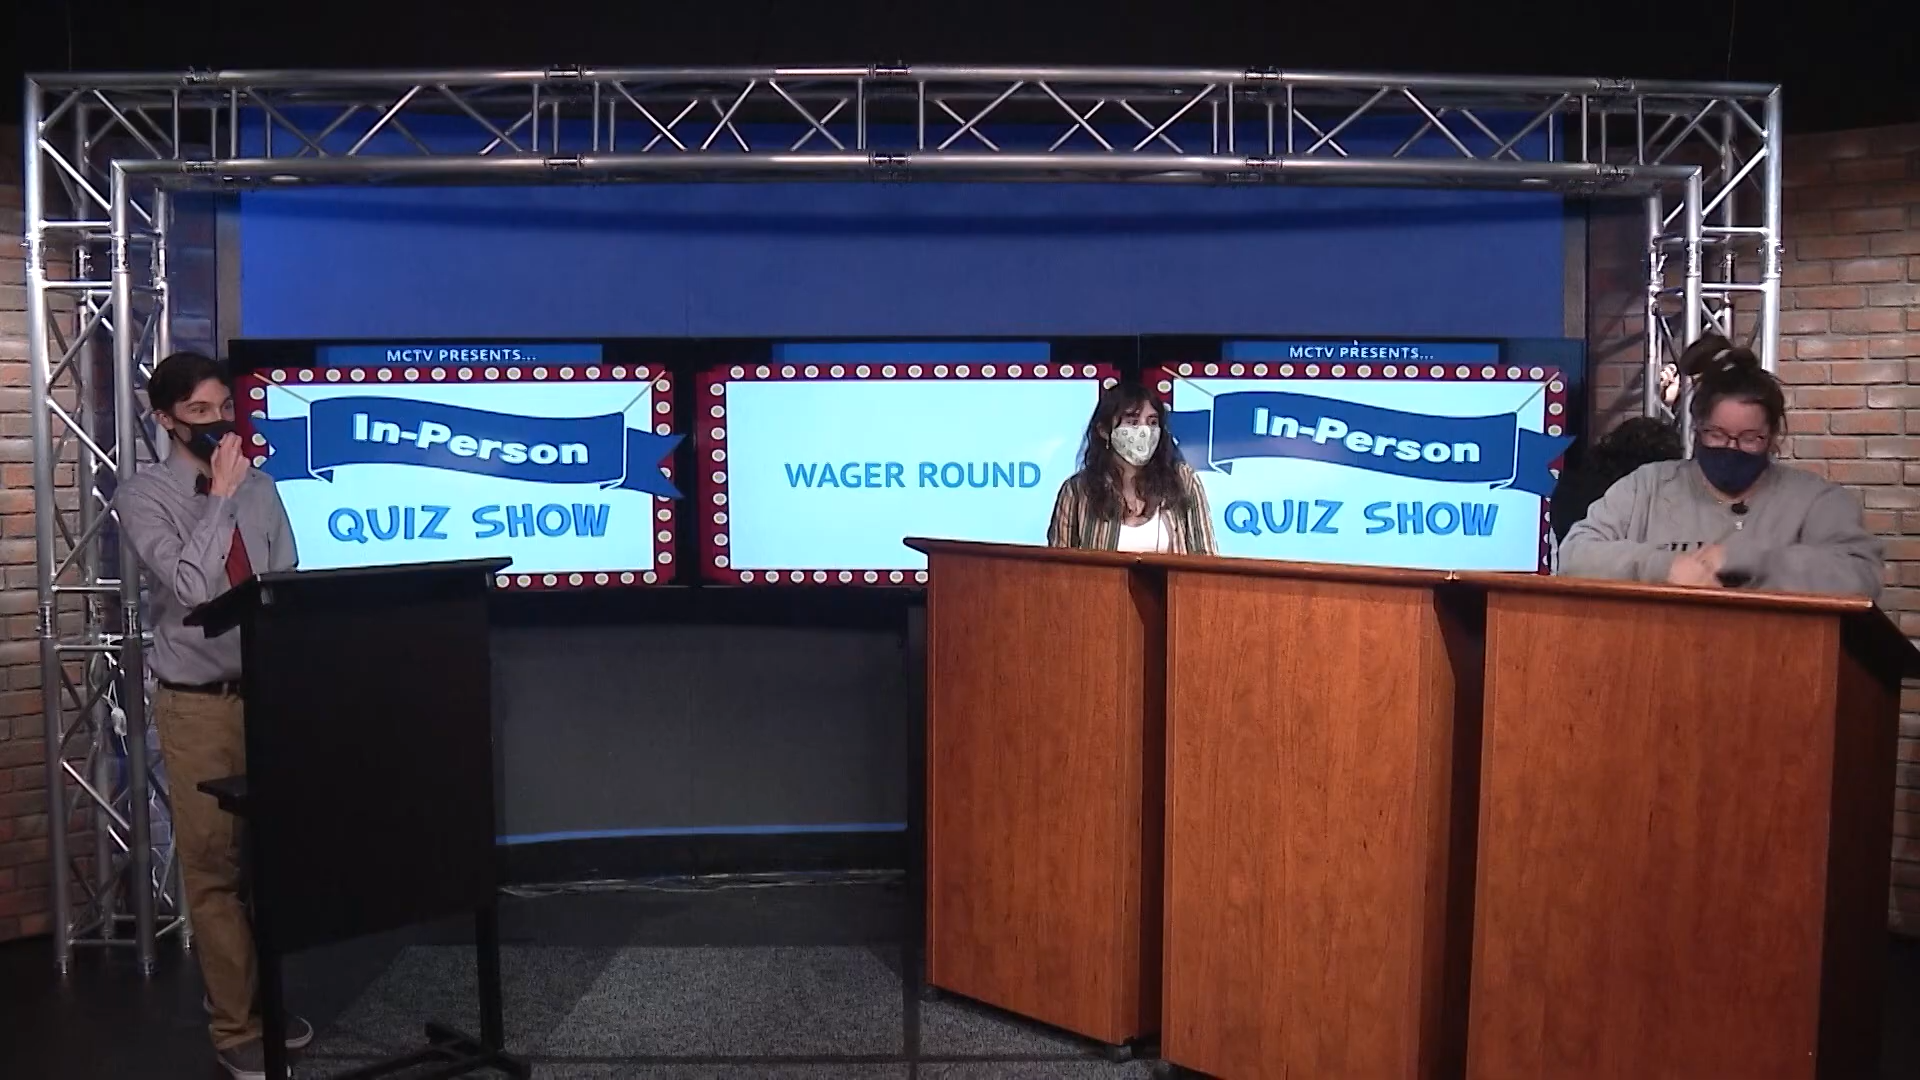 MCTV PRESENTS...
In-Person
QUIZ SHOW
WAGER ROUND
MCTV PRESENTS...
In-Person
QUIZ SHOW